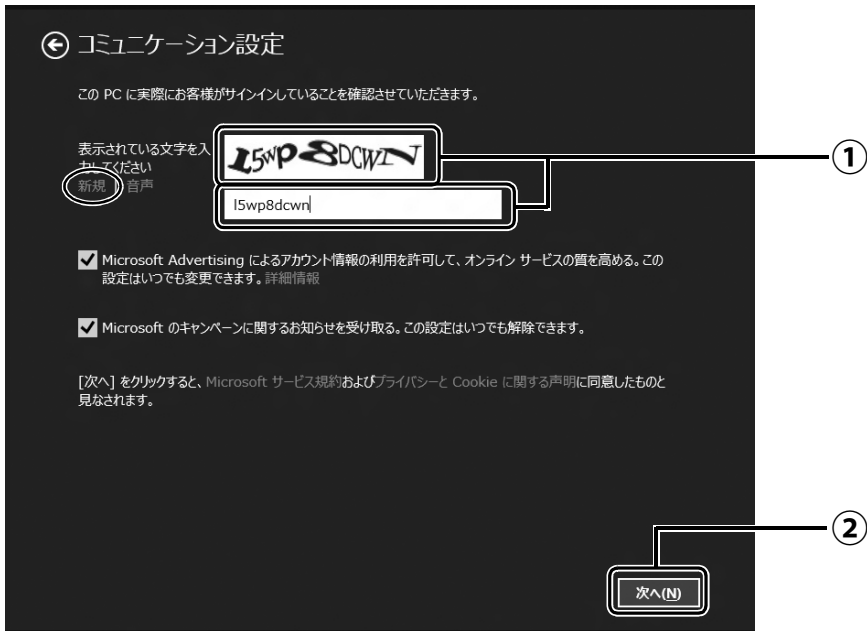 コミュニケーション設定
この PC に実際にお客様がサインインしていることを確認させていただきます。
表示されている文字を入
力してください
L5WP8DCWIN
新規 | 音声
l5wp8dcwn
①
Microsoft Advertising によるアカウント情報の利用を許可して、オンライン サービスの質を高める。この
設定はいつでも変更できます。詳細情報
Microsoft のキャンペーンに関するお知らせを受け取る。この設定はいつでも解除できます。
[次へ] をクリックすると、Microsoft サービス規約およびプライバシーと Cookie に関する声明に同意したものと
見なされます。
②
次へ(N)